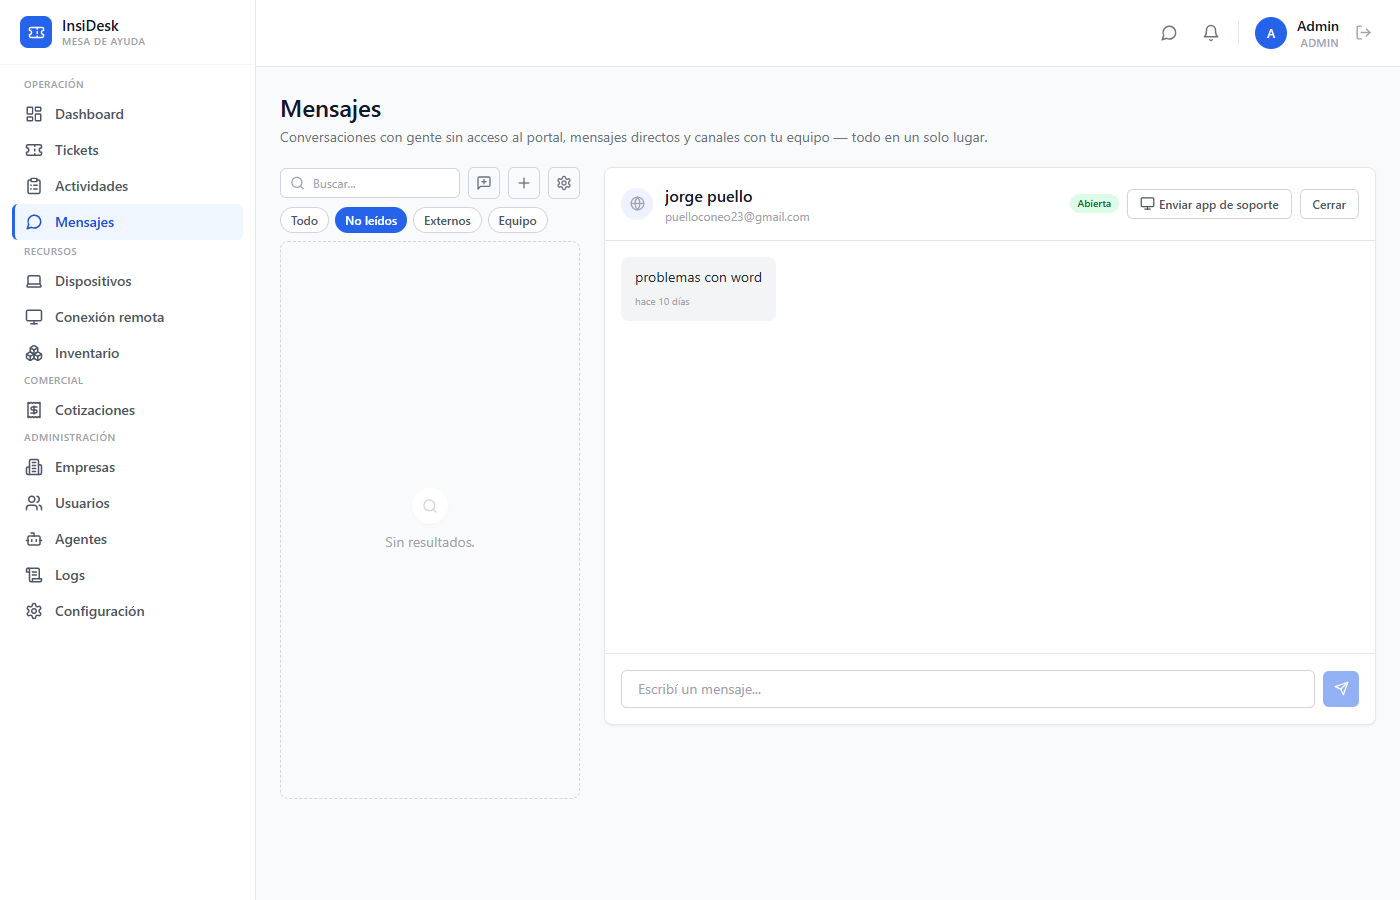 InsiDesk
MESA DE AYUDA
OPERACIÓN
Dashboard
Tickets
Actividades
Mensajes
RECURSOS
Dispositivos
Conexión remota
Inventario
COMERCIAL
Cotizaciones
ADMINISTRACIÓN
Empresas
Usuarios
Agentes
Logs
Configuración
A
Admin
ADMIN
Mensajes
Conversaciones con gente sin acceso al portal, mensajes directos y canales con tu equipo — todo en un solo lugar.
Buscar...
Todo
No leídos
Externos
Equipo
Sin resultados.
jorge puello
puelloconeo23@gmail.com
Abierta
Enviar app de soporte
Cerrar
problemas con word
hace 10 días
Escribí un mensaje...